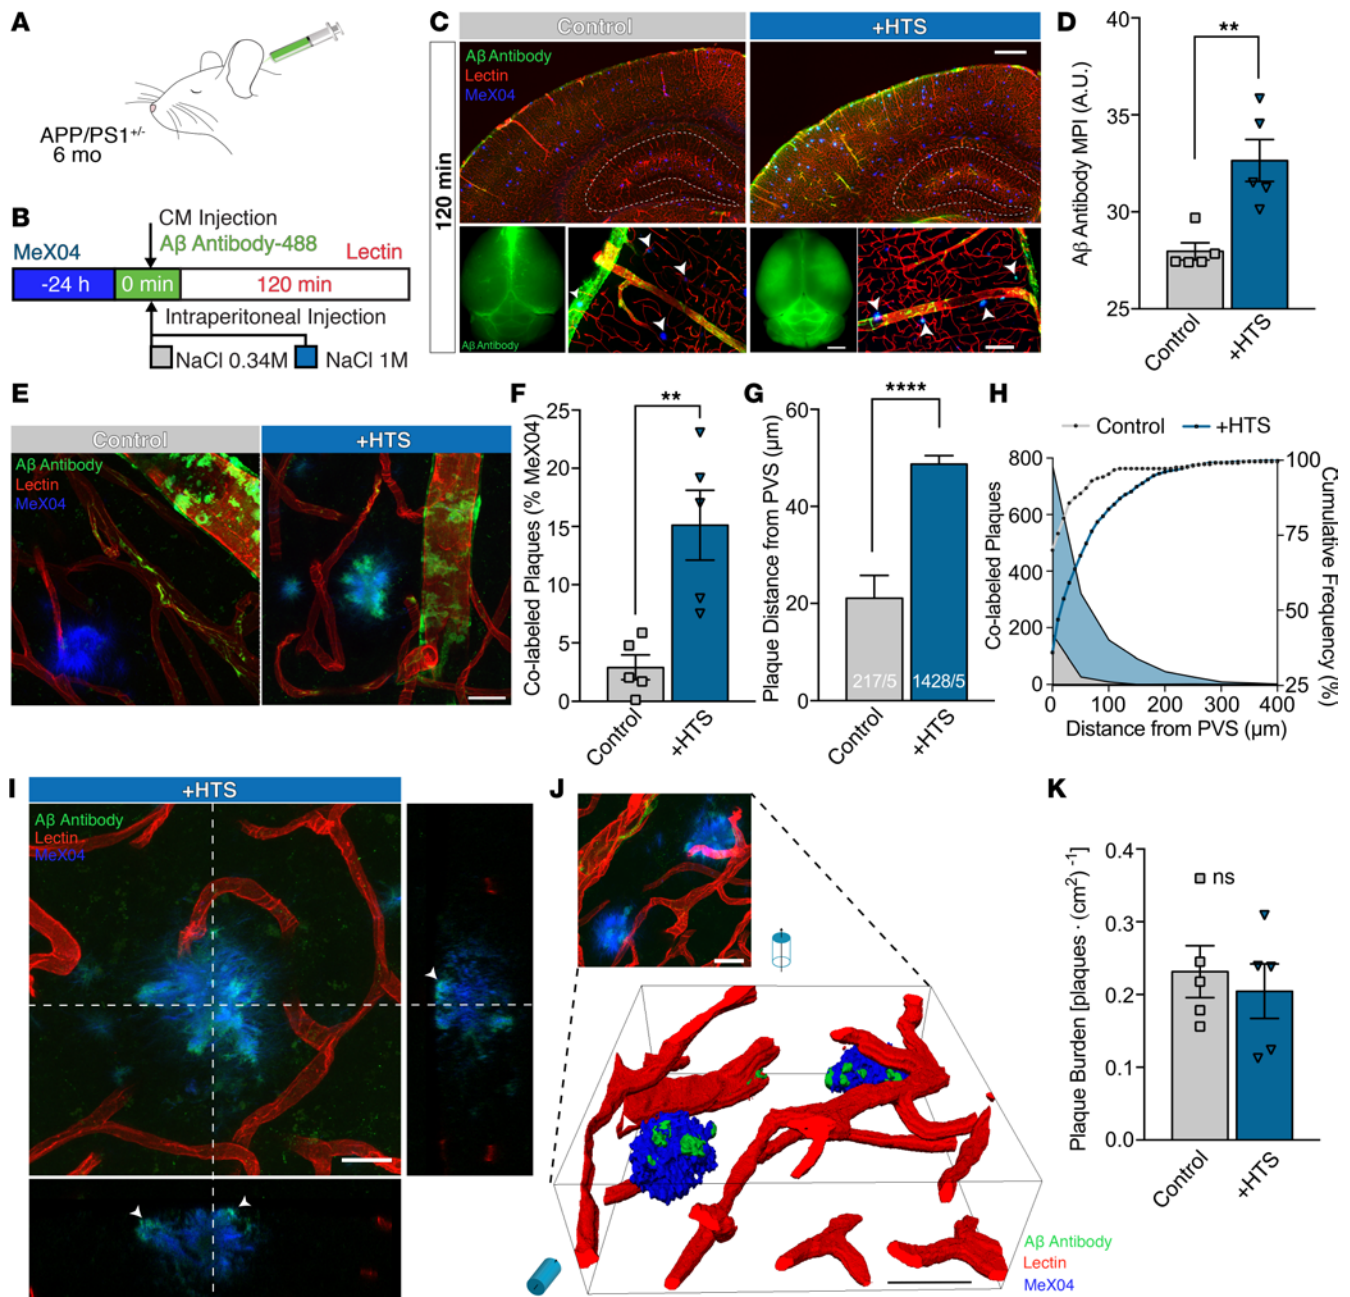 A
APP/PS1+/-
6 mo
B
CM Injection
MeX04
Aβ Antibody-488
Lectin
-24 h
0 min
120 min
Intraperitoneal Injection
NaCl 0.34M
NaCl 1M
C
Control
+HTS
120 min
Aβ Antibody
Lectin
MeX04
Aβ Antibody
D
Aβ Antibody MPI (A.U.)
40
35
30
25
**
Control
+HTS
E
Control
+HTS
Aβ Antibody
Lectin
MeX04
F
Co-labeled Plaques (% MeX04)
25
20
15
10
5
0
**
Control
+HTS
G
Plaque Distance from PVS (µm)
60
40
20
0
****
217/5
1428/5
Control
+HTS
H
Control
+HTS
Co-labeled Plaques
800
600
400
200
0
Cumulative Frequency (%)
100
75
50
25
0
100
200
300
400
Distance from PVS (µm)
I
+HTS
Aβ Antibody
Lectin
MeX04
J
Aβ Antibody
Lectin
MeX04
K
Plaque Burden [plaques · (cm²)⁻¹]
0.4
0.3
0.2
0.1
0.0
ns
Control
+HTS